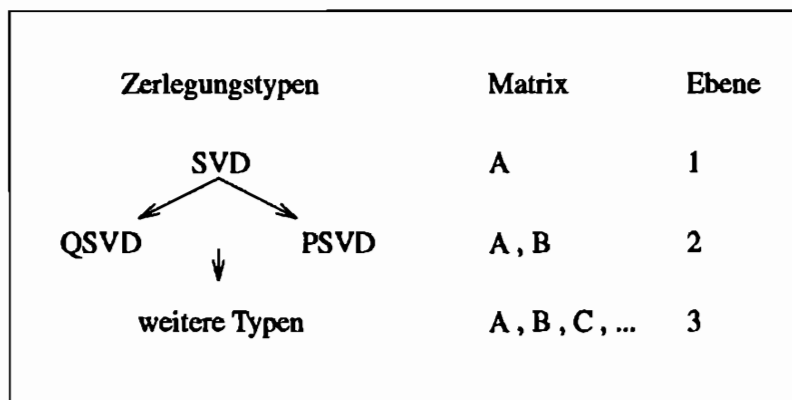 Zerlegungstypen Matrix Ebene
SVD A 1
QSVD PSVD A , B 2
weitere Typen A , B , C , ... 3